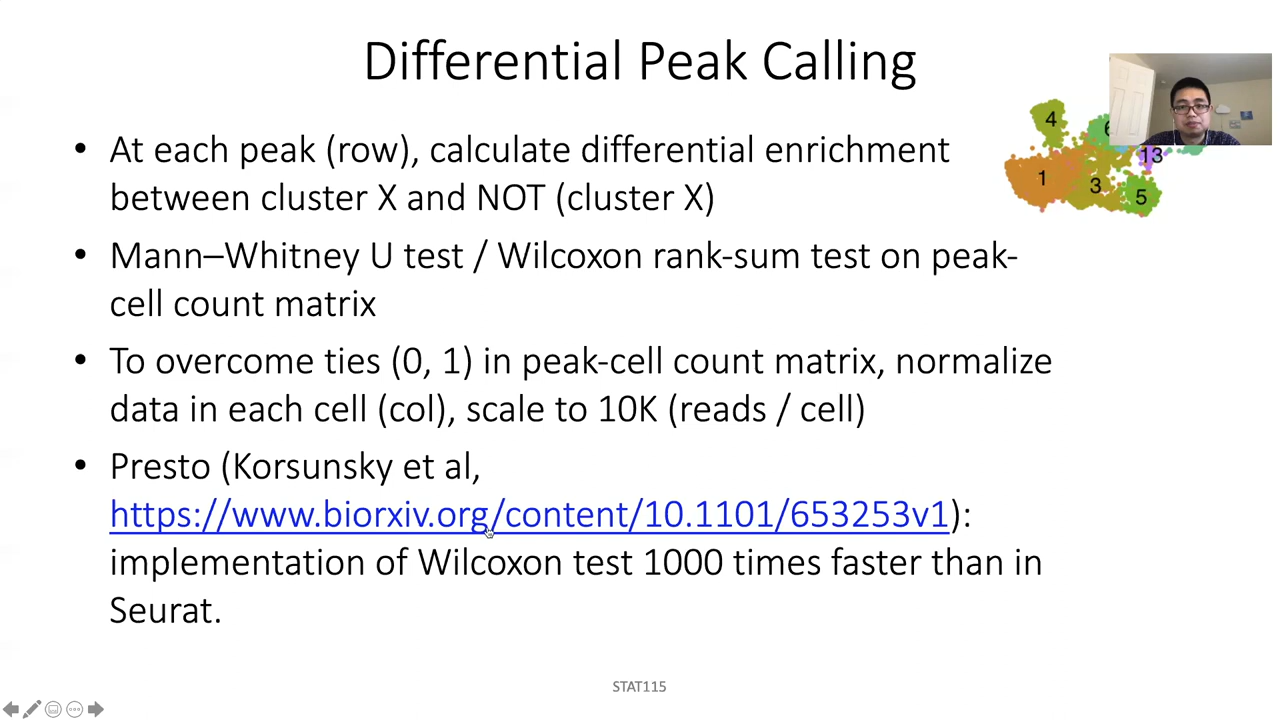 Differential Peak Calling
• At each peak (row), calculate differential enrichment
between cluster X and NOT (cluster X)
• Mann–Whitney U test / Wilcoxon rank-sum test on peak-
cell count matrix
• To overcome ties (0, 1) in peak-cell count matrix, normalize
data in each cell (col), scale to 10K (reads / cell)
• Presto (Korsunsky et al,
https://www.biorxiv.org/content/10.1101/653253v1):
implementation of Wilcoxon test 1000 times faster than in
Seurat.
4
6
13
1
3
5
STAT115